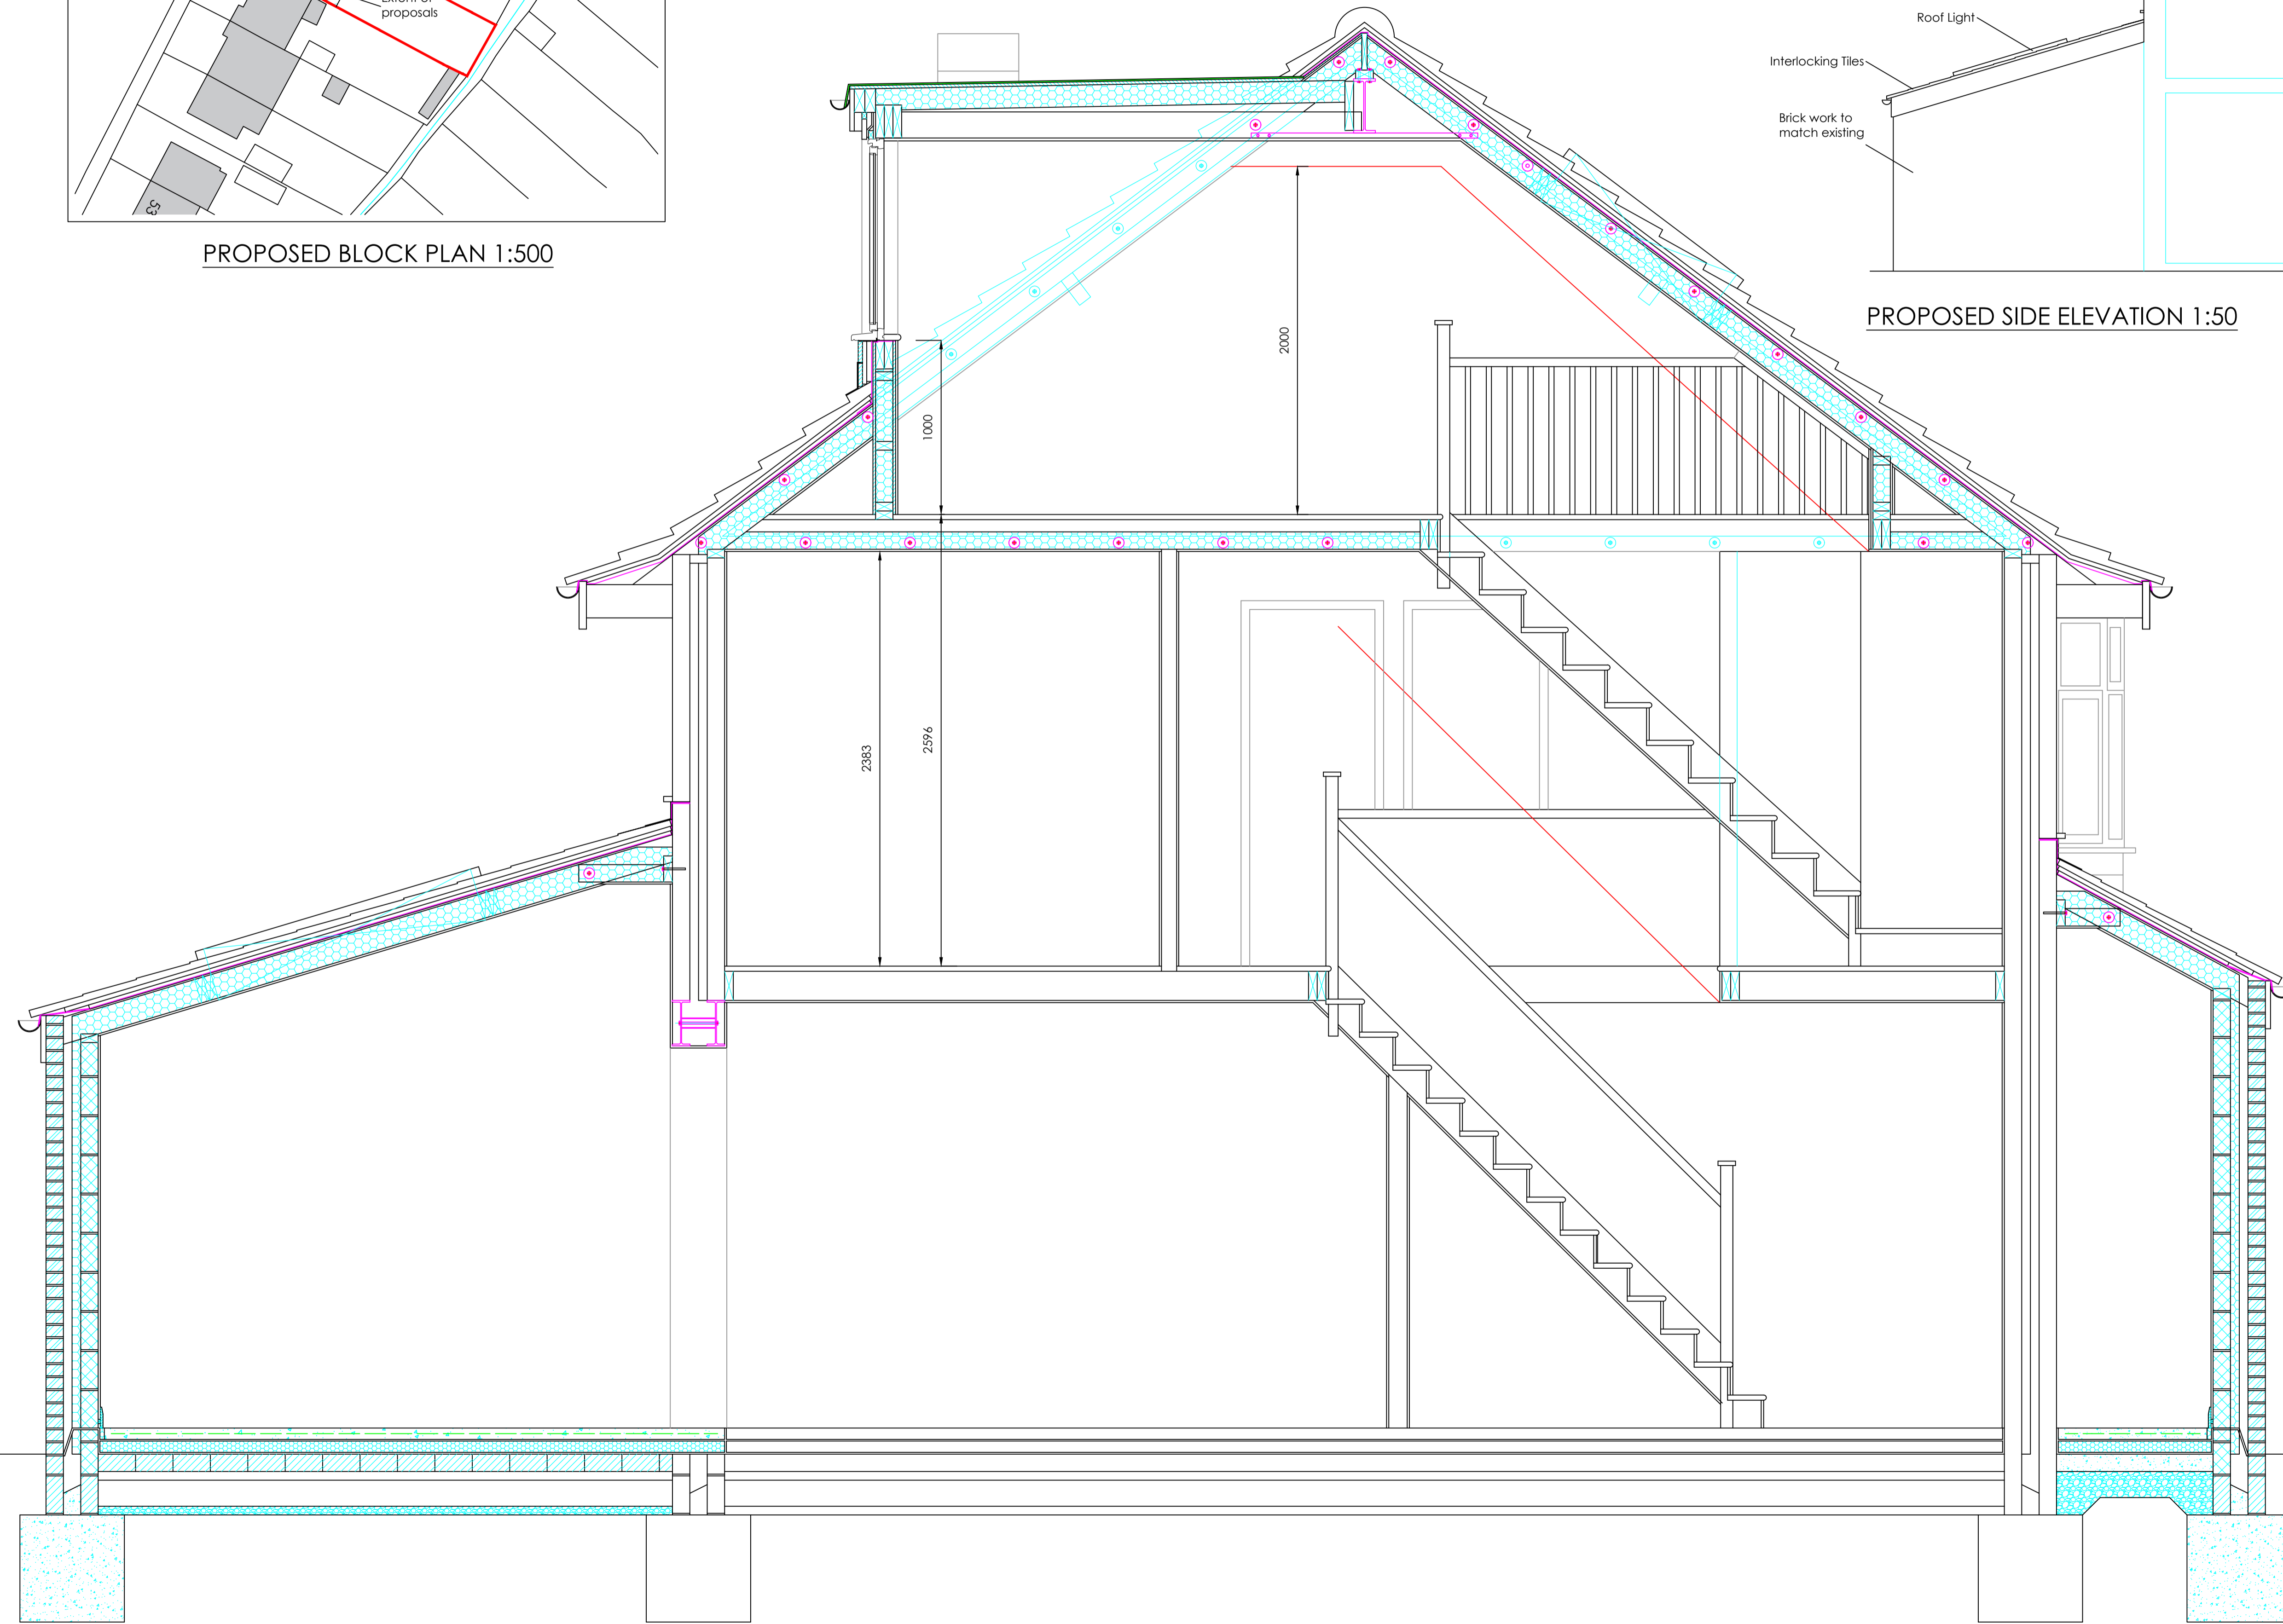 proposals
53
PROPOSED BLOCK PLAN 1:500
Roof Light
Interlocking Tiles
Brick work to
match existing
PROPOSED SIDE ELEVATION 1:50
2000
1000
2383
2596